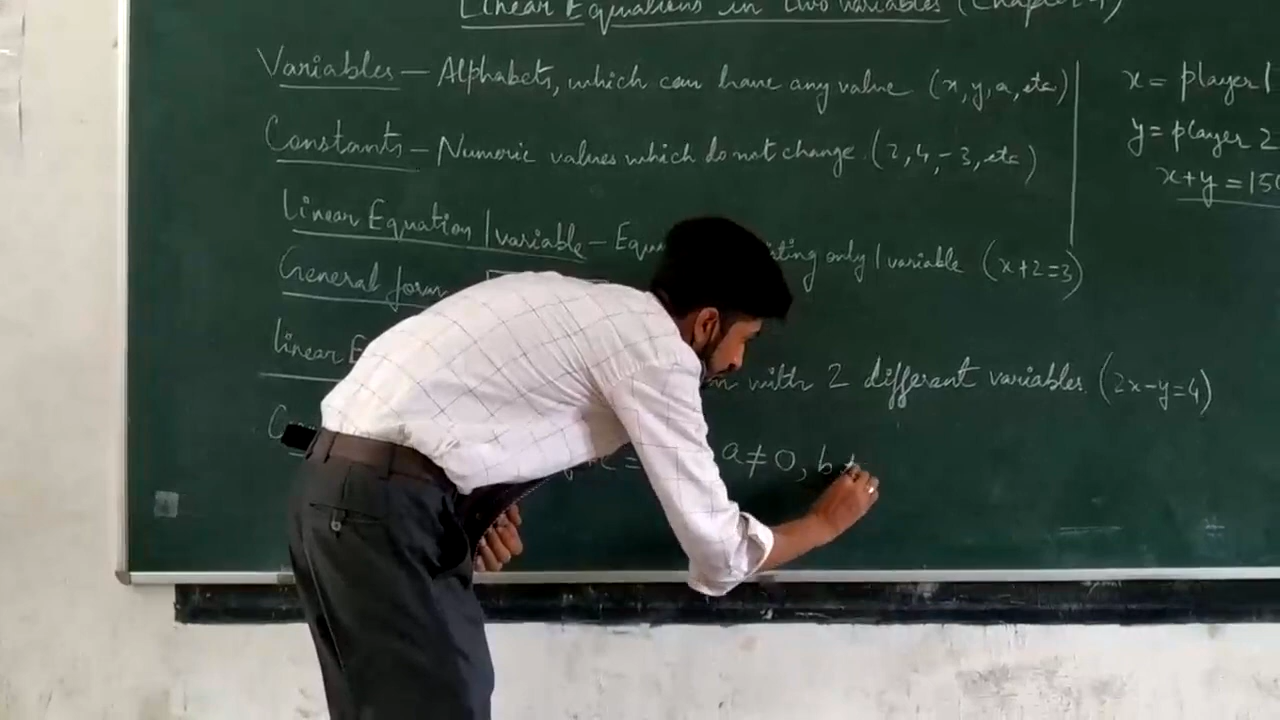 Linear Equations in two variables (Chapter-4)
Variables – Alphabets, which can have any value (x, y, a, etc)
Constants – Numeric values which do not change. (2, 4, -3, etc)
Linear Equation 1 variable – only 1 variable (x+2=3)
General form
Linear with 2 different variables. (2x-y=4)
a≠0, b
x = player 1
y = player 2
x+y = 150